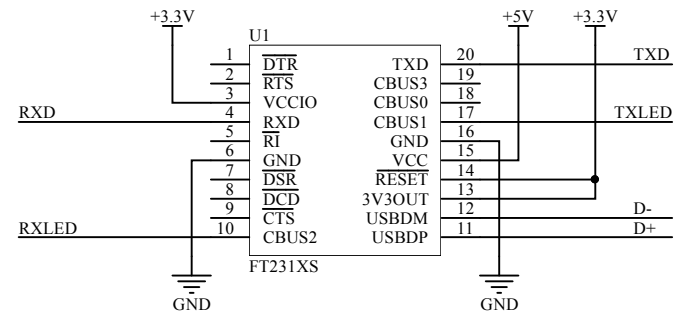 +3.3V
+5V
+3.3V
U1
1 DTR TXD 20 TXD
2 RTS CBUS3 19
3 VCCIO CBUS0 18
RXD 4 RXD CBUS1 17 TXLED
5 RI GND 16
6 GND VCC 15
7 DSR RESET 14
8 DCD 3V3OUT 13
9 CTS USBDM 12 D-
RXLED 10 CBUS2 USBDP 11 D+
FT231XS
GND
GND